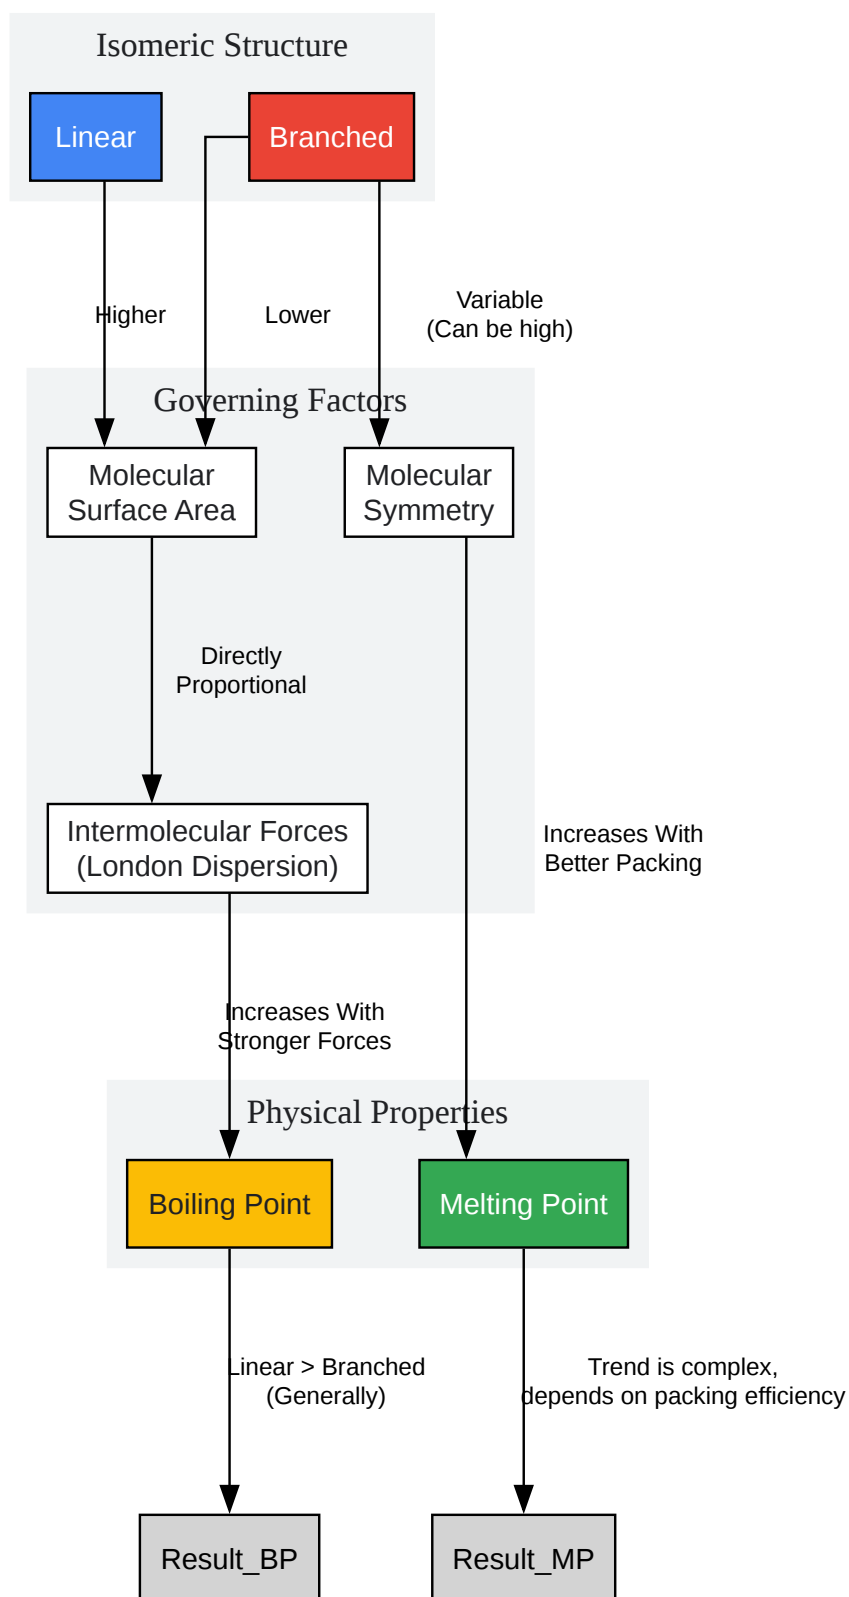 Isomeric Structure
Linear
Branched
Higher
Lower
Variable
(Can be high)
Governing Factors
Molecular
Surface Area
Molecular
Symmetry
Directly
Proportional
Intermolecular Forces
(London Dispersion)
Increases With
Better Packing
Increases With
Stronger Forces
Physical Properties
Boiling Point
Melting Point
Linear > Branched
(Generally)
Trend is complex,
depends on packing efficiency
Result_BP
Result_MP